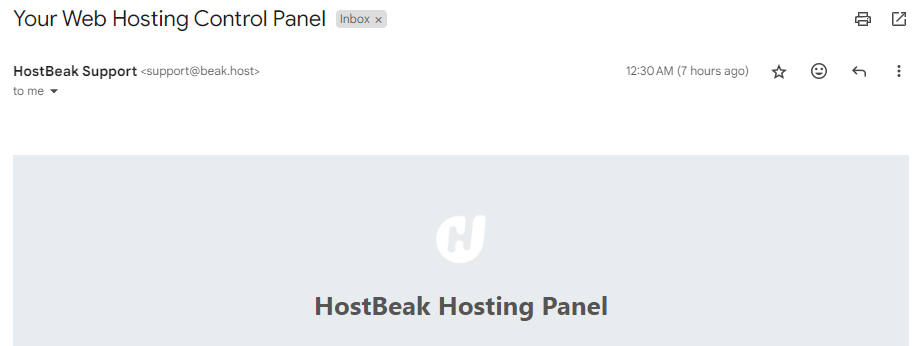 Your Web Hosting Control Panel Inbox ×
HostBeak Support <support@beak.host> 12:30 AM (7 hours ago)
to me
HostBeak Hosting Panel